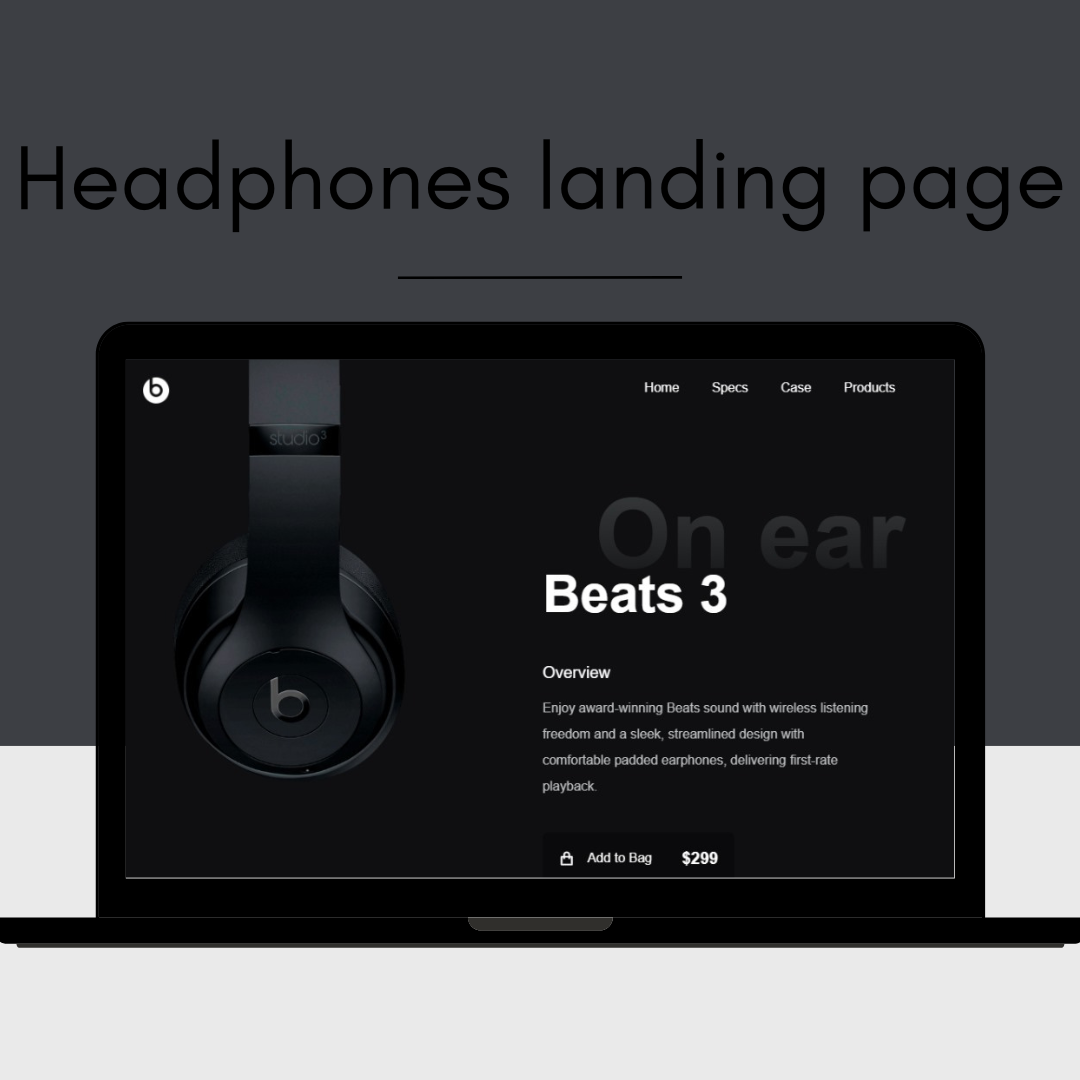 Headphones landing page
b
Home Specs Case Products
studio³
On ear
Beats 3
b
Overview
Enjoy award-winning Beats sound with wireless listening
freedom and a sleek, streamlined design with
comfortable padded earphones, delivering first-rate
playback.
Add to Bag $299